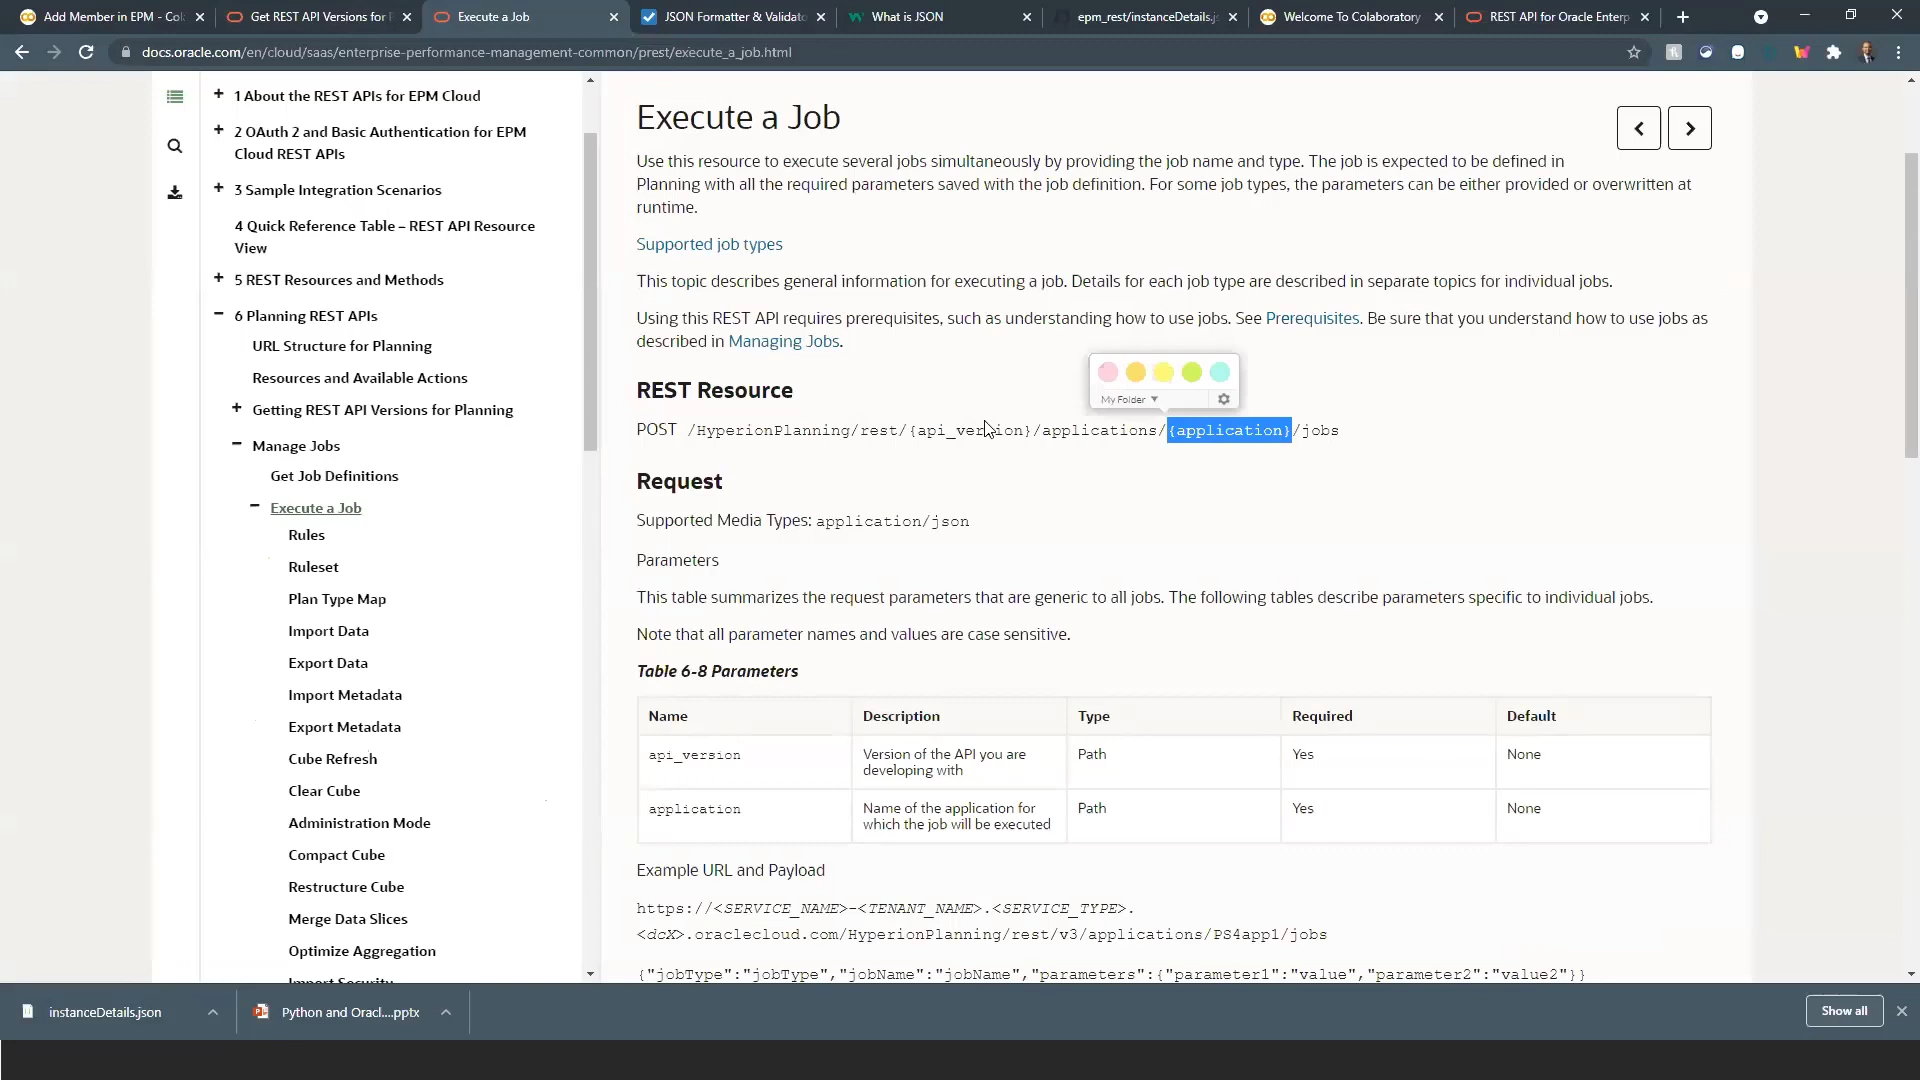 Add Member in EPM - Col
Get REST API Versions for
Execute a Job
JSON Formatter & Validato
What is JSON
epm_rest/instanceDetails.js
Welcome To Colaboratory
REST API for Oracle Enterp
docs.oracle.com/en/cloud/saas/enterprise-performance-management-common/prest/execute_a_job.html
+ 1 About the REST APIs for EPM Cloud
+ 2 OAuth 2 and Basic Authentication for EPM
Cloud REST APIs
+ 3 Sample Integration Scenarios
4 Quick Reference Table – REST API Resource
View
+ 5 REST Resources and Methods
− 6 Planning REST APIs
URL Structure for Planning
Resources and Available Actions
+ Getting REST API Versions for Planning
− Manage Jobs
Get Job Definitions
− Execute a Job
Rules
Ruleset
Plan Type Map
Import Data
Export Data
Import Metadata
Export Metadata
Cube Refresh
Clear Cube
Administration Mode
Compact Cube
Restructure Cube
Merge Data Slices
Optimize Aggregation
Import Security
Execute a Job
Use this resource to execute several jobs simultaneously by providing the job name and type. The job is expected to be defined in
Planning with all the required parameters saved with the job definition. For some job types, the parameters can be either provided or overwritten at
runtime.
Supported job types
This topic describes general information for executing a job. Details for each job type are described in separate topics for individual jobs.
Using this REST API requires prerequisites, such as understanding how to use jobs. See Prerequisites. Be sure that you understand how to use jobs as
described in Managing Jobs.
My Folder
REST Resource
POST /HyperionPlanning/rest/{api_version}/applications/{application}/jobs
Request
Supported Media Types: application/json
Parameters
This table summarizes the request parameters that are generic to all jobs. The following tables describe parameters specific to individual jobs.
Note that all parameter names and values are case sensitive.
Table 6-8 Parameters
Name Description Type Required Default
api_version Version of the API you are Path Yes None
developing with
application Name of the application for Path Yes None
which the job will be executed
Example URL and Payload
https://<SERVICE_NAME>-<TENANT_NAME>.<SERVICE_TYPE>.
<dcX>.oraclecloud.com/HyperionPlanning/rest/v3/applications/PS4app1/jobs
{"jobType":"jobType","jobName":"jobName","parameters":{"parameter1":"value","parameter2":"value2"}}
instanceDetails.json
Python and Oracl....pptx
Show all